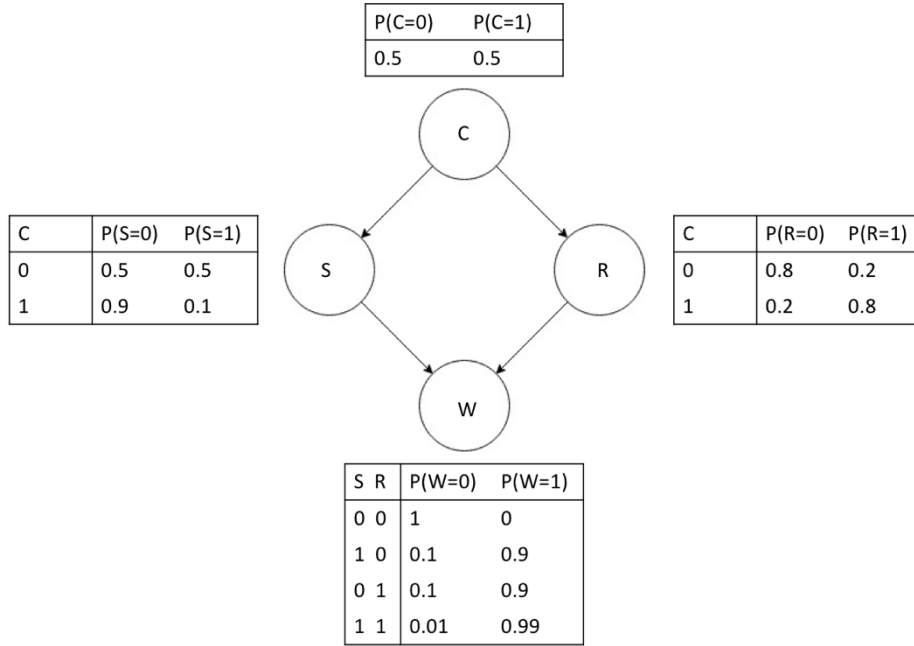 P(C=0) P(C=1)
0.5 0.5
C
C P(S=0) P(S=1)
0 0.5 0.5
1 0.9 0.1
S
R
C P(R=0) P(R=1)
0 0.8 0.2
1 0.2 0.8
W
S R P(W=0) P(W=1)
0 0 1 0
1 0 0.1 0.9
0 1 0.1 0.9
1 1 0.01 0.99